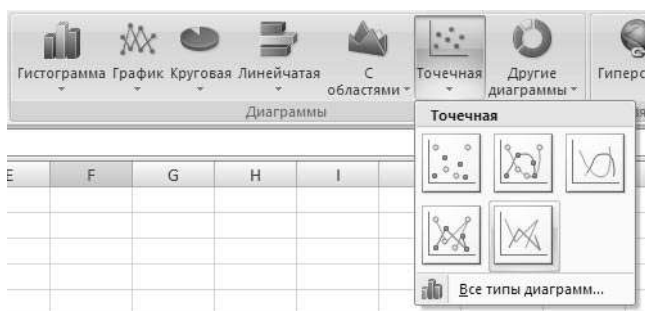 Гистограмма График Круговая Линейчатая С областями Точечная Другие диаграммы
Диаграммы
Точечная
F G H I
Все типы диаграмм...